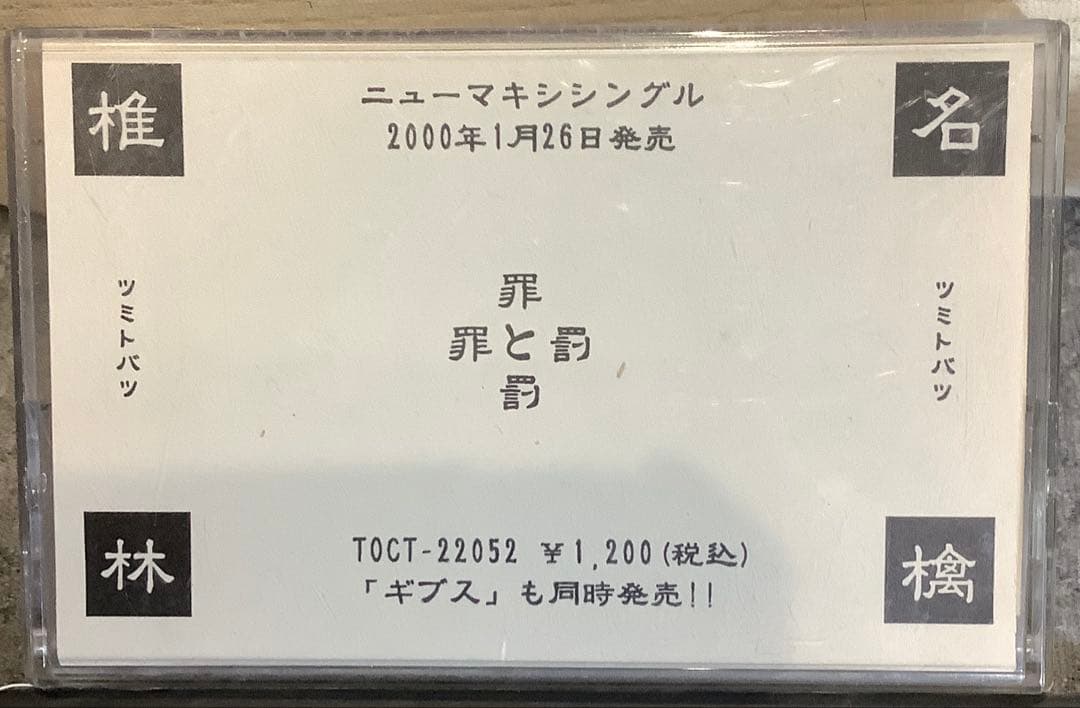 椎
名
ニューマキシシングル
2000年1月26日発売
ツミトバツ
罪
罪と罰
罰
ツミトバツ
林
檎
TOCT-22052 ¥1,200(税込)
「ギブス」も同時発売!!